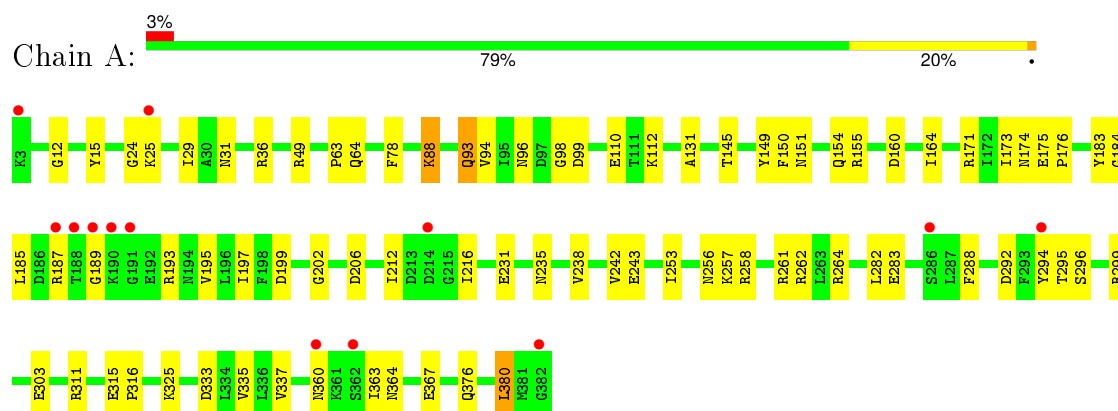 3%
Chain A:
79% 20% •
K3 G12 Y15 G24 K25 I29 A30 N31 R36 R49 P63 Q64 F78 K88 Q93 V94 I95 N96 D97 G98 D99 E110 T111 K112 A131 T145 Y149 F150 N151 Q154 R155 D160 I164 R171 I172 I173 N174 E175 P176 Y183 G184
L185 D186 R187 T188 G189 K190 G191 E192 R193 N194 V195 L196 I197 F198 D199 G202 D206 I212 D213 D214 G215 I216 E231 N235 V238 V242 E243 I253 N256 K257 R258 R261 R262 L263 R264 L282 E283 S286 L287 F288 D292 F293 Y294 T295 S296 R299
E303 R311 E315 P316 K325 D333 L334 V335 L336 V337 N360 K361 S362 I363 N364 E367 Q376 L380 M381 G382